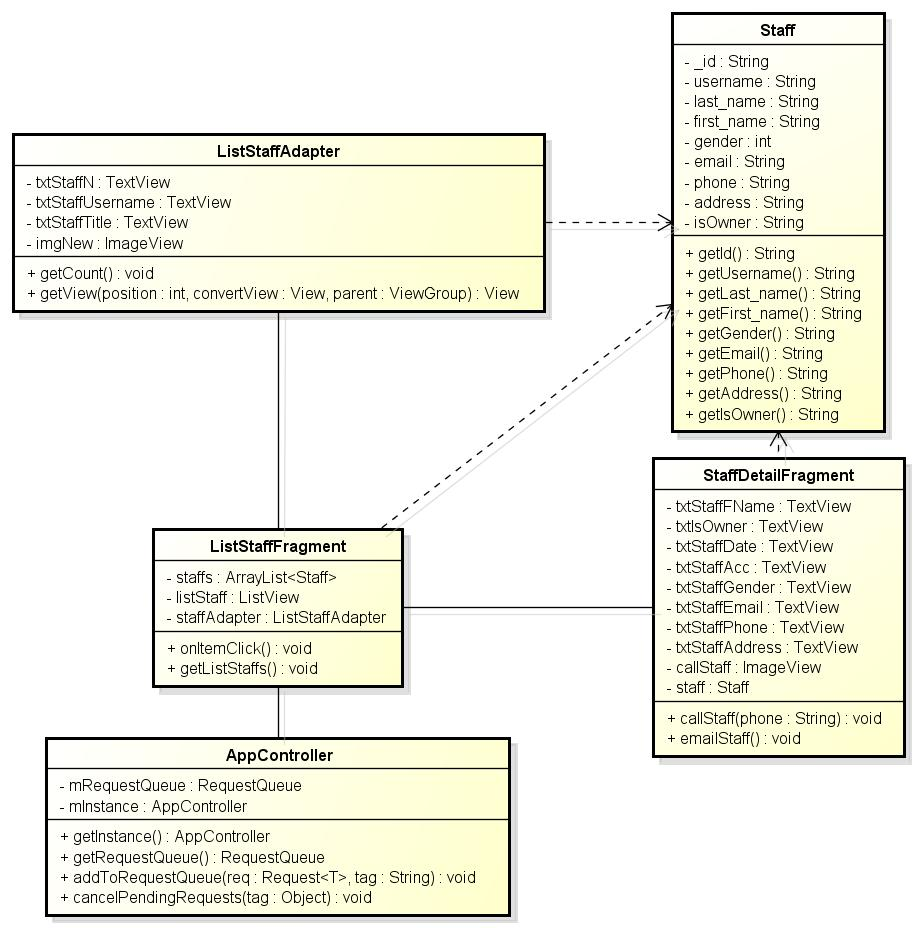 Staff
- _id : String
- username : String
- last_name : String
- first_name : String
- gender : int
- email : String
- phone : String
- address : String
- isOwner : String
+ getId() : String
+ getUsername() : String
+ getLast_name() : String
+ getFirst_name() : String
+ getGender() : String
+ getEmail() : String
+ getPhone() : String
+ getAddress() : String
+ getIsOwner() : String
ListStaffAdapter
- txtStaffN : TextView
- txtStaffUsername : TextView
- txtStaffTitle : TextView
- imgNew : ImageView
+ getCount() : void
+ getView(position : int, convertView : View, parent : ViewGroup) : View
StaffDetailFragment
- txtStaffFName : TextView
- txtIsOwner : TextView
- txtStaffDate : TextView
- txtStaffAcc : TextView
- txtStaffGender : TextView
- txtStaffEmail : TextView
- txtStaffPhone : TextView
- txtStaffAddress : TextView
- callStaff : ImageView
- staff : Staff
+ callStaff(phone : String) : void
+ emailStaff() : void
ListStaffFragment
- staffs : ArrayList<Staff>
- listStaff : ListView
- staffAdapter : ListStaffAdapter
+ onItemClick() : void
+ getListStaffs() : void
AppController
- mRequestQueue : RequestQueue
- mInstance : AppController
+ getInstance() : AppController
+ getRequestQueue() : RequestQueue
+ addToRequestQueue(req : Request<T>, tag : String) : void
+ cancelPendingRequests(tag : Object) : void